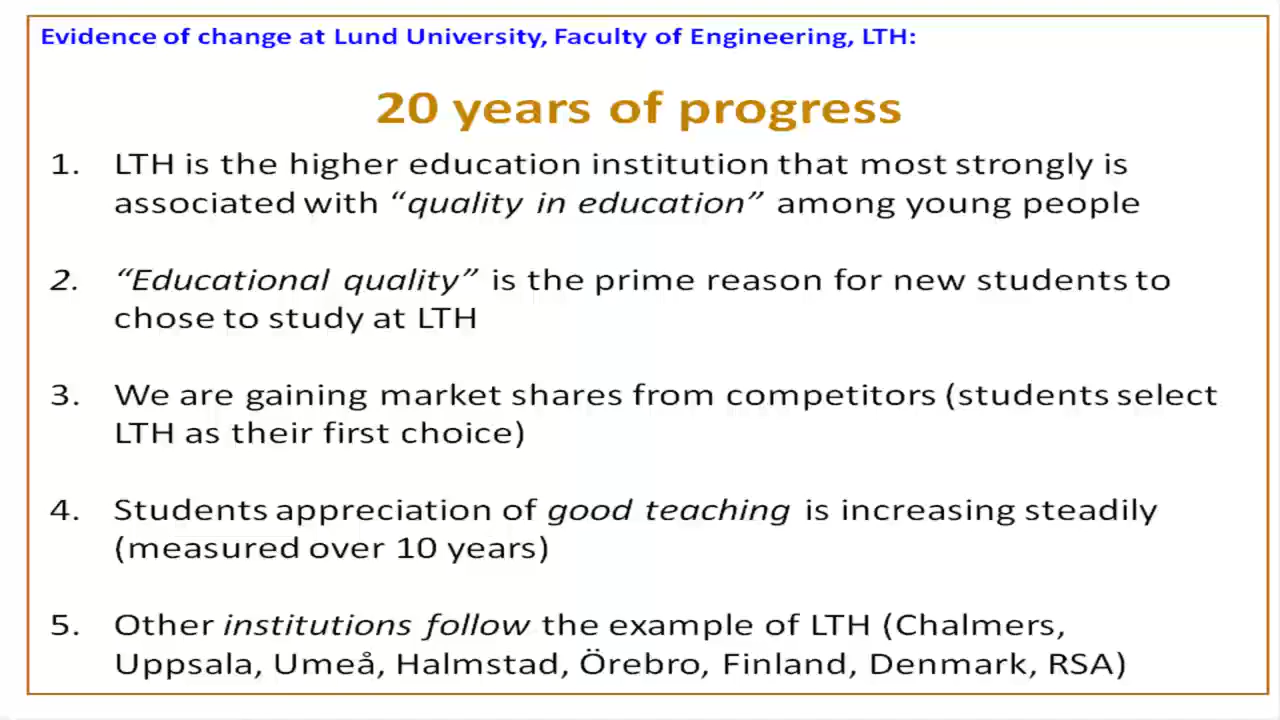 Evidence of change at Lund University, Faculty of Engineering, LTH:
20 years of progress
1. LTH is the higher education institution that most strongly is
associated with “quality in education” among young people
2. “Educational quality” is the prime reason for new students to
chose to study at LTH
3. We are gaining market shares from competitors (students select
LTH as their first choice)
4. Students appreciation of good teaching is increasing steadily
(measured over 10 years)
5. Other institutions follow the example of LTH (Chalmers,
Uppsala, Umeå, Halmstad, Örebro, Finland, Denmark, RSA)